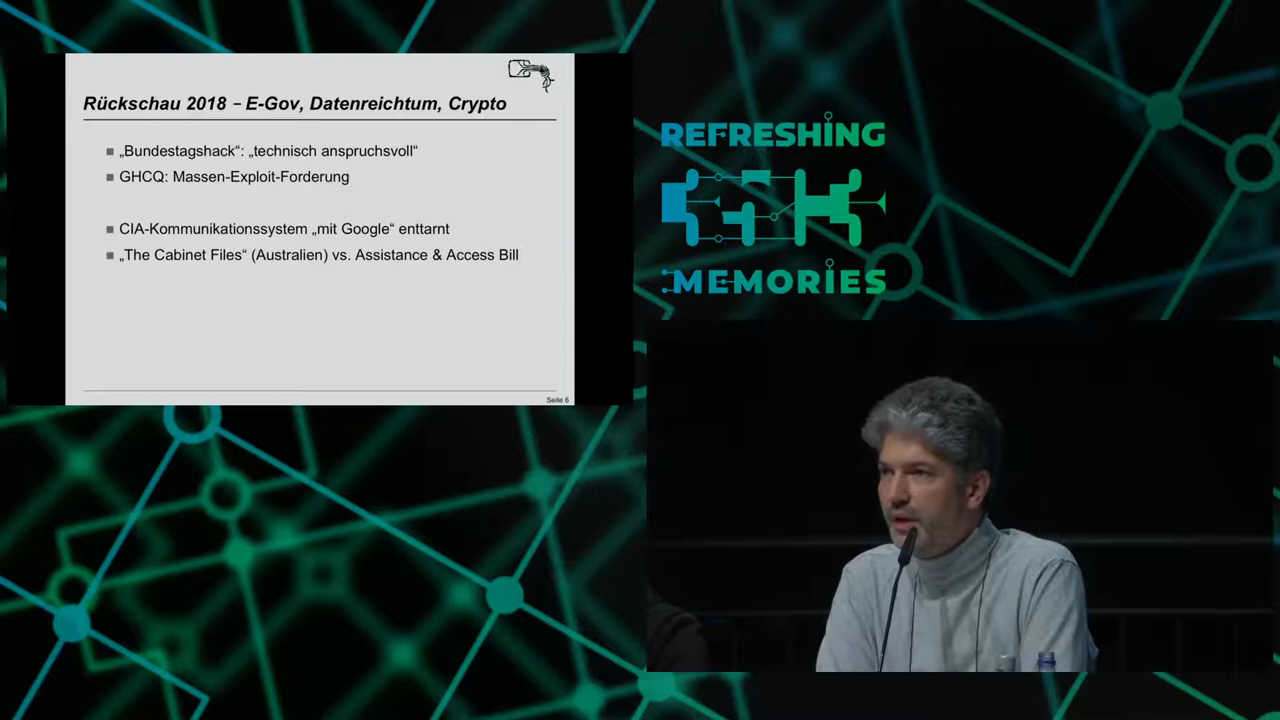 Rückschau 2018 – E-Gov, Datenreichtum, Crypto
„Bundestagshack“: „technisch anspruchsvoll“
GHCQ: Massen-Exploit-Forderung
CIA-Kommunikationssystem „mit Google“ enttarnt
„The Cabinet Files“ (Australien) vs. Assistance & Access Bill
Seite 6
REFRESHING
MEMORIES